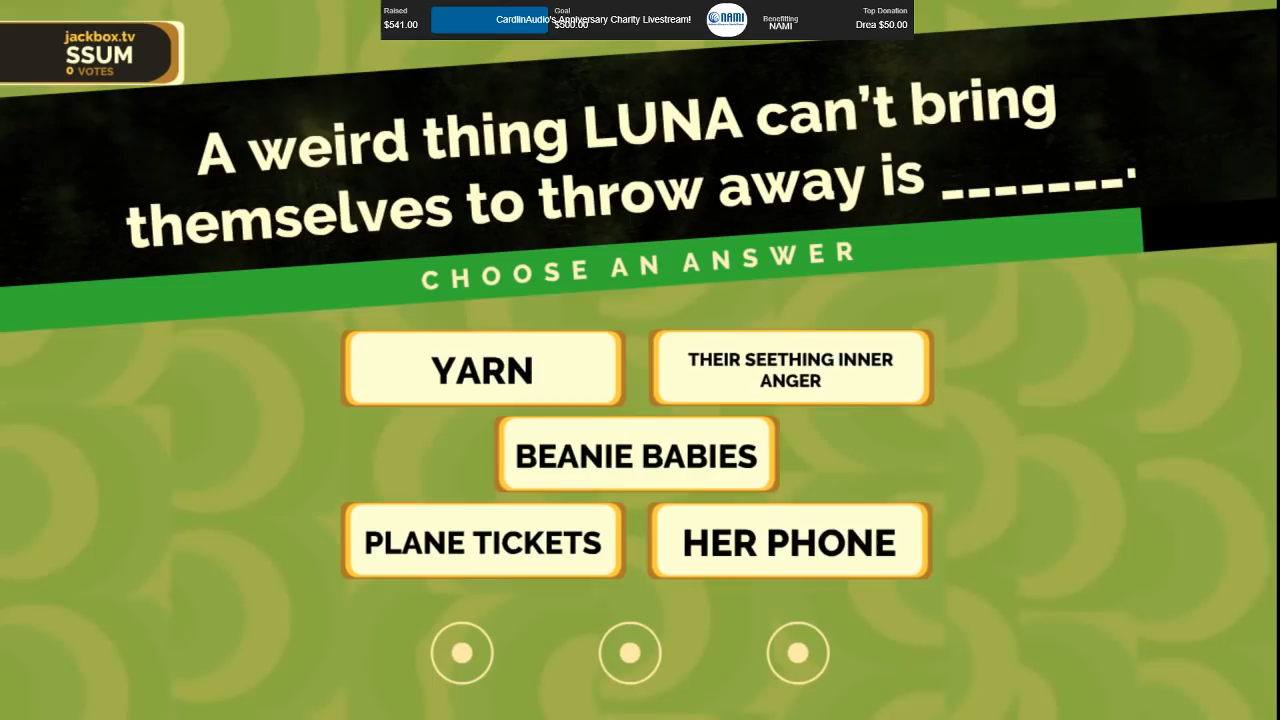 Raised
$541.00
CardlinAudio's Anniversary Charity Livestream!
Goal
$500.00
NAMI
Benefitting
NAMI
Top Donation
Drea $50.00
jackbox.tv
SSUM
0 VOTES
A weird thing LUNA can't bring
themselves to throw away is _______.
CHOOSE AN ANSWER
YARN
THEIR SEETHING INNER
ANGER
BEANIE BABIES
PLANE TICKETS
HER PHONE